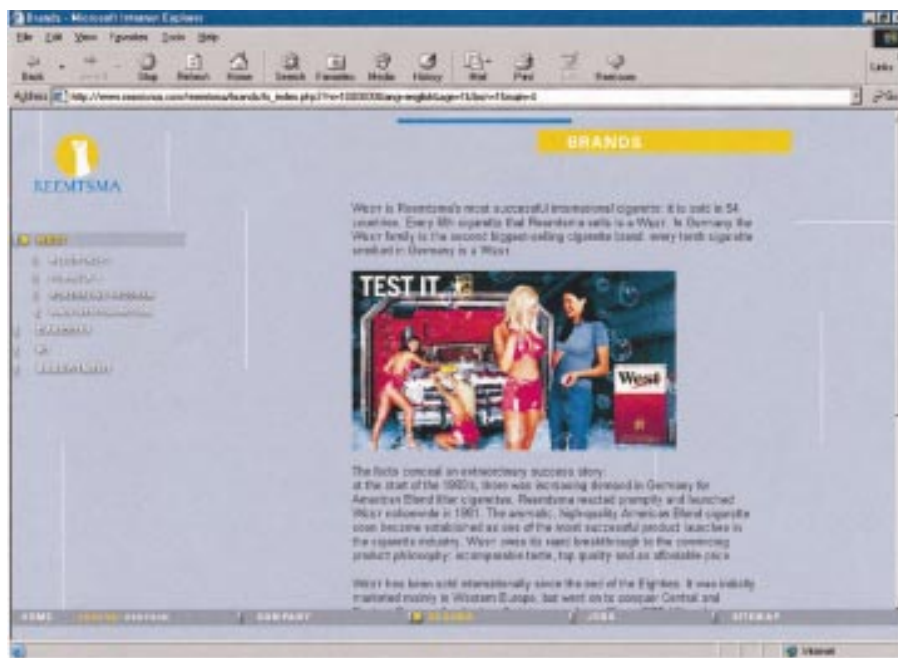 Brands - Microsoft Internet Explorer
File Edit View Favorites Tools Help
Back Stop Refresh Home Search Favorites Media History Mail Print
Links
Address
BRANDS
REEMTSMA
WEST is Reemtsma's most successful international cigarette: it is sold in 54
countries. Every fifth cigarette that Reemtsma sells is a WEST. In Germany the
WEST family is the second biggest-selling cigarette brand: every tenth cigarette
smoked in Germany is a WEST.
WEST
TEST IT
West
The facts conceal an extraordinary success story:
at the start of the 1980's, there was increasing demand in Germany for
American Blend filter cigarettes. Reemtsma reacted promptly and launched
WEST nationwide in 1981. The aromatic, high-quality American Blend cigarette
soon became established as one of the most successful product launches in
the cigarette industry. WEST owes its rapid breakthrough to the convincing
product philosophy: incomparable taste, top quality and an affordable price.
WEST has been sold internationally since the end of the Eighties. It was initially
marketed mainly in Western Europe, but went on to conquer Central and
HOME COMPANY BRANDS JOBS SITEMAP
Internet